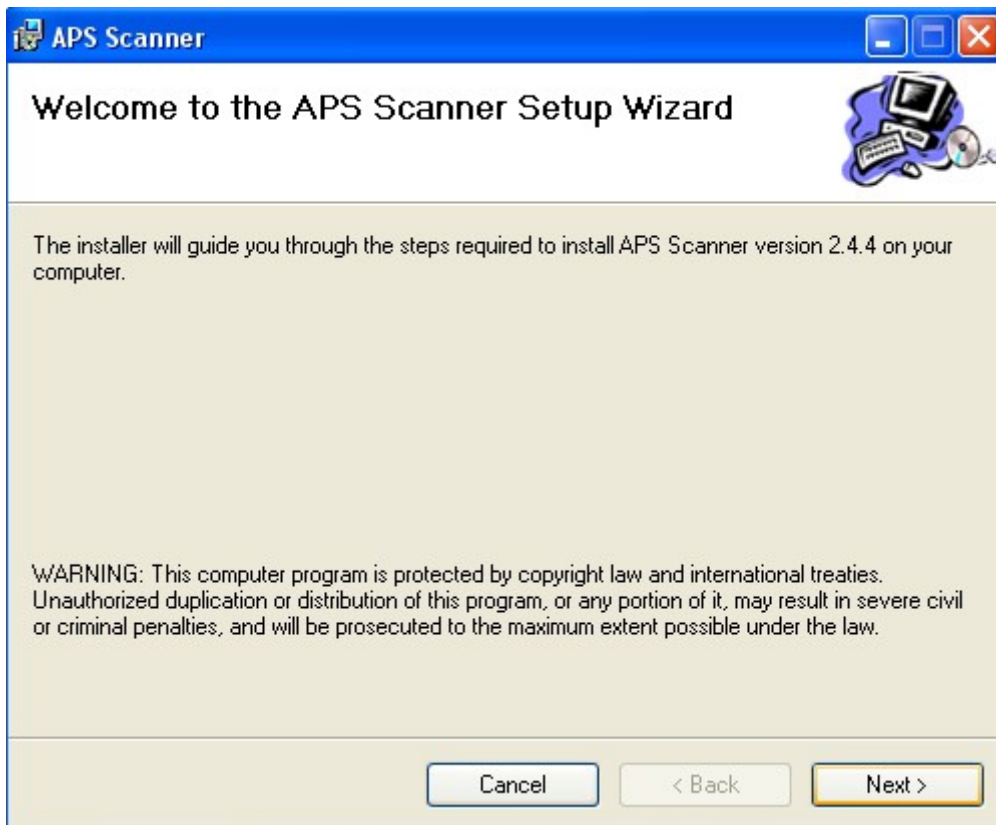 APS Scanner
Welcome to the APS Scanner Setup Wizard
The installer will guide you through the steps required to install APS Scanner version 2.4.4 on your
computer.
WARNING: This computer program is protected by copyright law and international treaties.
Unauthorized duplication or distribution of this program, or any portion of it, may result in severe civil
or criminal penalties, and will be prosecuted to the maximum extent possible under the law.
Cancel < Back Next >